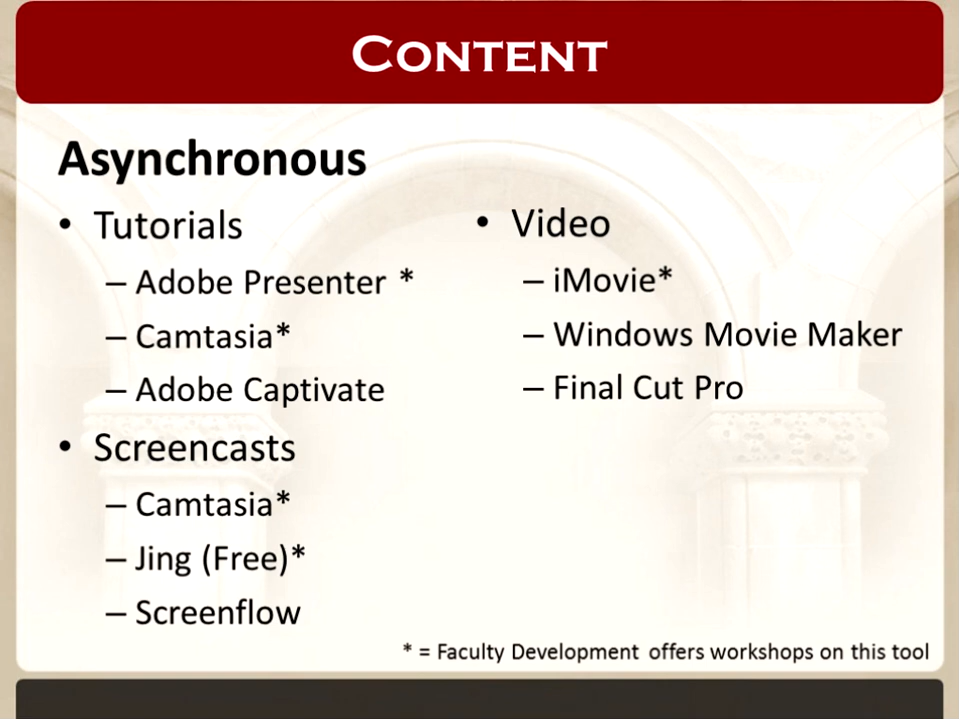 CONTENT
Asynchronous
• Tutorials
– Adobe Presenter *
– Camtasia*
– Adobe Captivate
• Screencasts
– Camtasia*
– Jing (Free)*
– Screenflow
• Video
– iMovie*
– Windows Movie Maker
– Final Cut Pro
* = Faculty Development offers workshops on this tool